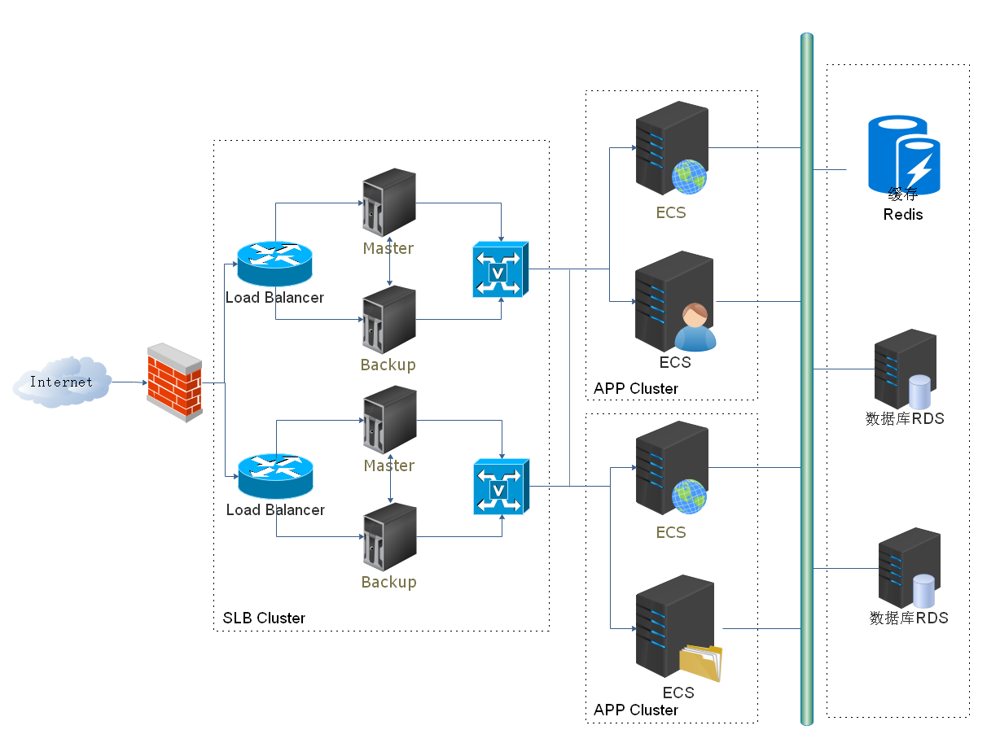 Internet
Load Balancer
Master
Backup
Load Balancer
Master
Backup
V
V
SLB Cluster
ECS
ECS
APP Cluster
ECS
ECS
APP Cluster
缓存
Redis
数据库RDS
数据库RDS